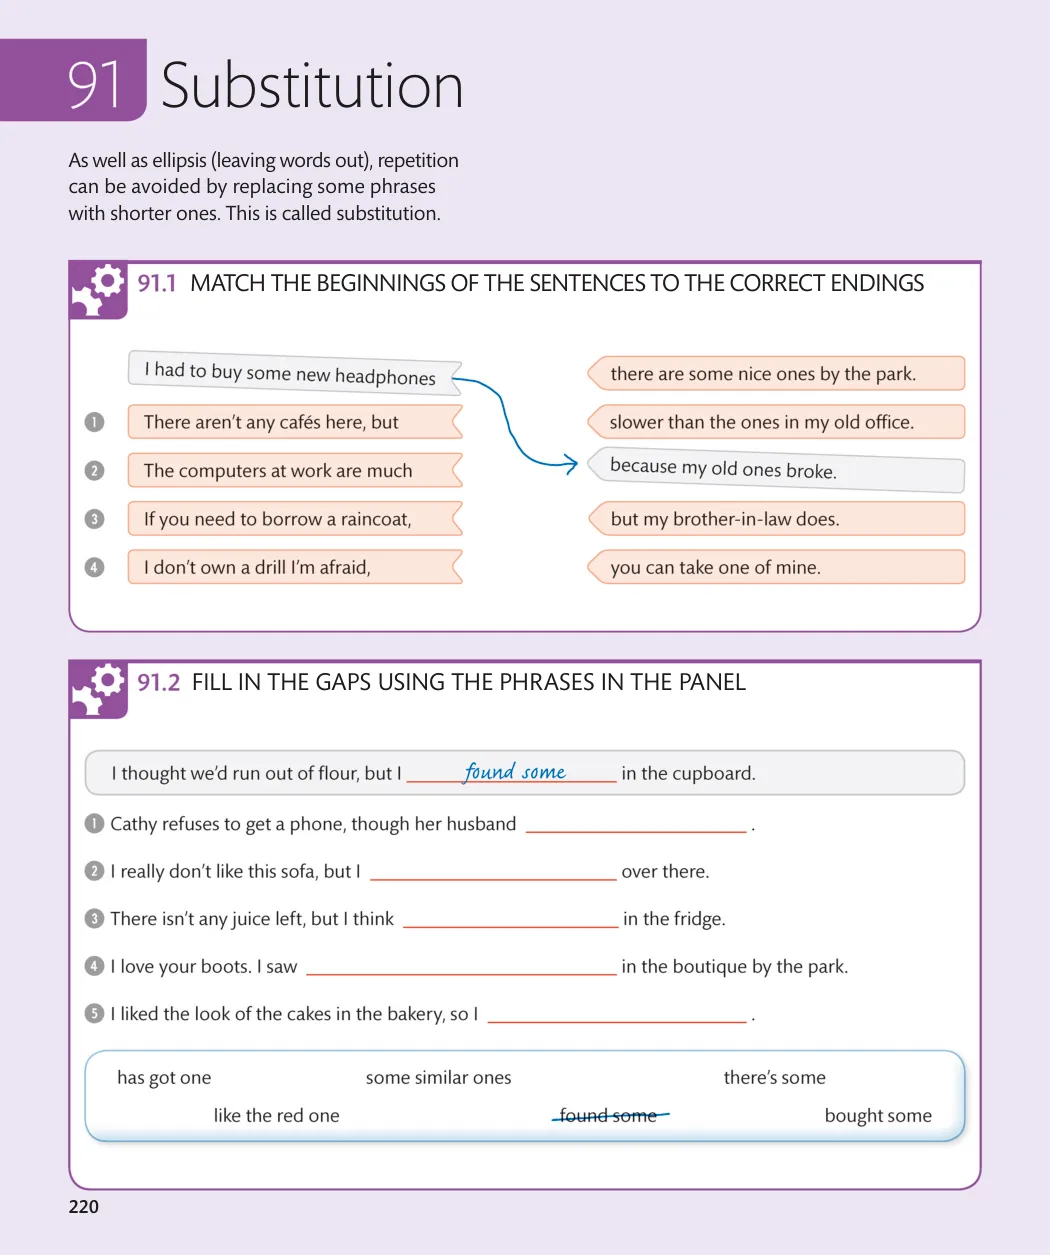 91 Substitution
As well as ellipsis (leaving words out), repetition
can be avoided by replacing some phrases
with shorter ones. This is called substitution.
91.1 MATCH THE BEGINNINGS OF THE SENTENCES TO THE CORRECT ENDINGS
I had to buy some new headphones
there are some nice ones by the park.
1 There aren't any cafés here, but
slower than the ones in my old office.
2 The computers at work are much
because my old ones broke.
3 If you need to borrow a raincoat,
but my brother-in-law does.
4 I don't own a drill I'm afraid,
you can take one of mine.
91.2 FILL IN THE GAPS USING THE PHRASES IN THE PANEL
I thought we'd run out of flour, but I found some in the cupboard.
1 Cathy refuses to get a phone, though her husband .
2 I really don't like this sofa, but I over there.
3 There isn't any juice left, but I think in the fridge.
4 I love your boots. I saw in the boutique by the park.
5 I liked the look of the cakes in the bakery, so I .
has got one some similar ones there's some
like the red one found some bought some
220